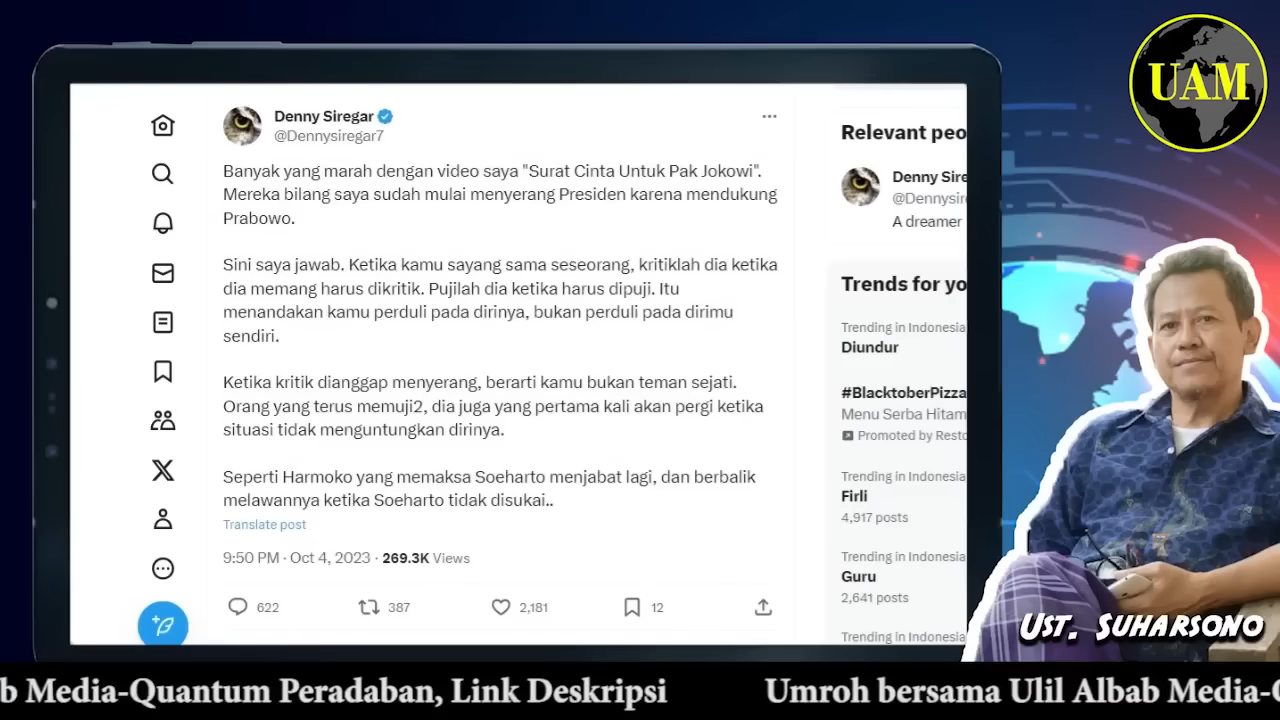 Denny Siregar
@Dennysiregar7
Banyak yang marah dengan video saya "Surat Cinta Untuk Pak Jokowi".
Mereka bilang saya sudah mulai menyerang Presiden karena mendukung
Prabowo.
Sini saya jawab. Ketika kamu sayang sama seseorang, kritiklah dia ketika
dia memang harus dikritik. Pujilah dia ketika harus dipuji. Itu
menandakan kamu perduli pada dirinya, bukan perduli pada dirimu
sendiri.
Ketika kritik dianggap menyerang, berarti kamu bukan teman sejati.
Orang yang terus memuji2, dia juga yang pertama kali akan pergi ketika
situasi tidak menguntungkan dirinya.
Seperti Harmoko yang memaksa Soeharto menjabat lagi, dan berbalik
melawannya ketika Soeharto tidak disukai..
Translate post
9:50 PM · Oct 4, 2023 · 269.3K Views
622 387 2,181 12
Relevant peo
Denny Sire
@Dennysire
A dreamer
Trends for yo
Trending in Indonesia
Diundur
#BlacktoberPizza
Menu Serba Hitam
Promoted by Resto
Trending in Indonesia
Firli
4,917 posts
Trending in Indonesia
Guru
2,641 posts
Trending in Indonesia
UAM
UST. SUHARSONO
b Media-Quantum Peradaban, Link Deskripsi
Umroh bersama Ulil Albab Media-Q